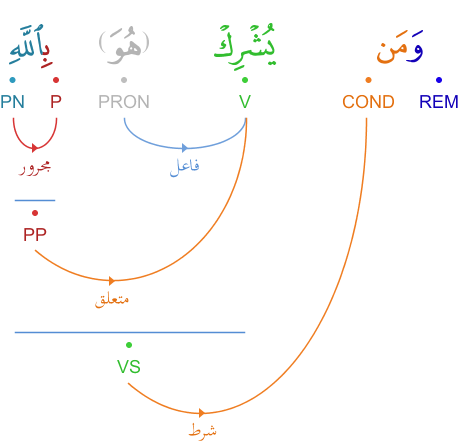 وَمَن يُشْرِكْ (هُوَ) بِٱللَّهِ
REM COND V PRON P PN
فاعل
مجرور
PP
متعلق
VS
شرط